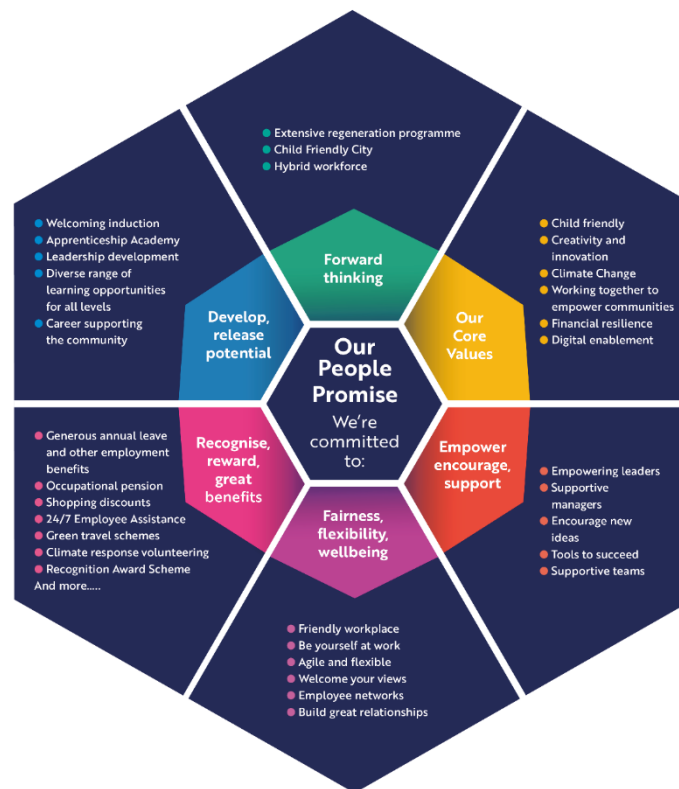 Extensive regeneration programme
Child Friendly City
Hybrid workforce
Forward
thinking
Child friendly
Creativity and
innovation
Climate Change
Working together to
empower communities
Financial resilience
Digital enablement
Our
Core
Values
Empowering leaders
Supportive
managers
Encourage new
ideas
Tools to succeed
Supportive teams
Empower
encourage,
support
Friendly workplace
Be yourself at work
Agile and flexible
Welcome your views
Employee networks
Build great relationships
Fairness,
flexibility,
wellbeing
Generous annual leave
and other employment
benefits
Occupational pension
Shopping discounts
24/7 Employee Assistance
Green travel schemes
Climate response volunteering
Recognition Award Scheme
And more.....
Recognise,
reward,
great
benefits
Welcoming induction
Apprenticeship Academy
Leadership development
Diverse range of
learning opportunities
for all levels
Career supporting
the community
Develop,
release
potential
Our
People
Promise
We're
committed
to: